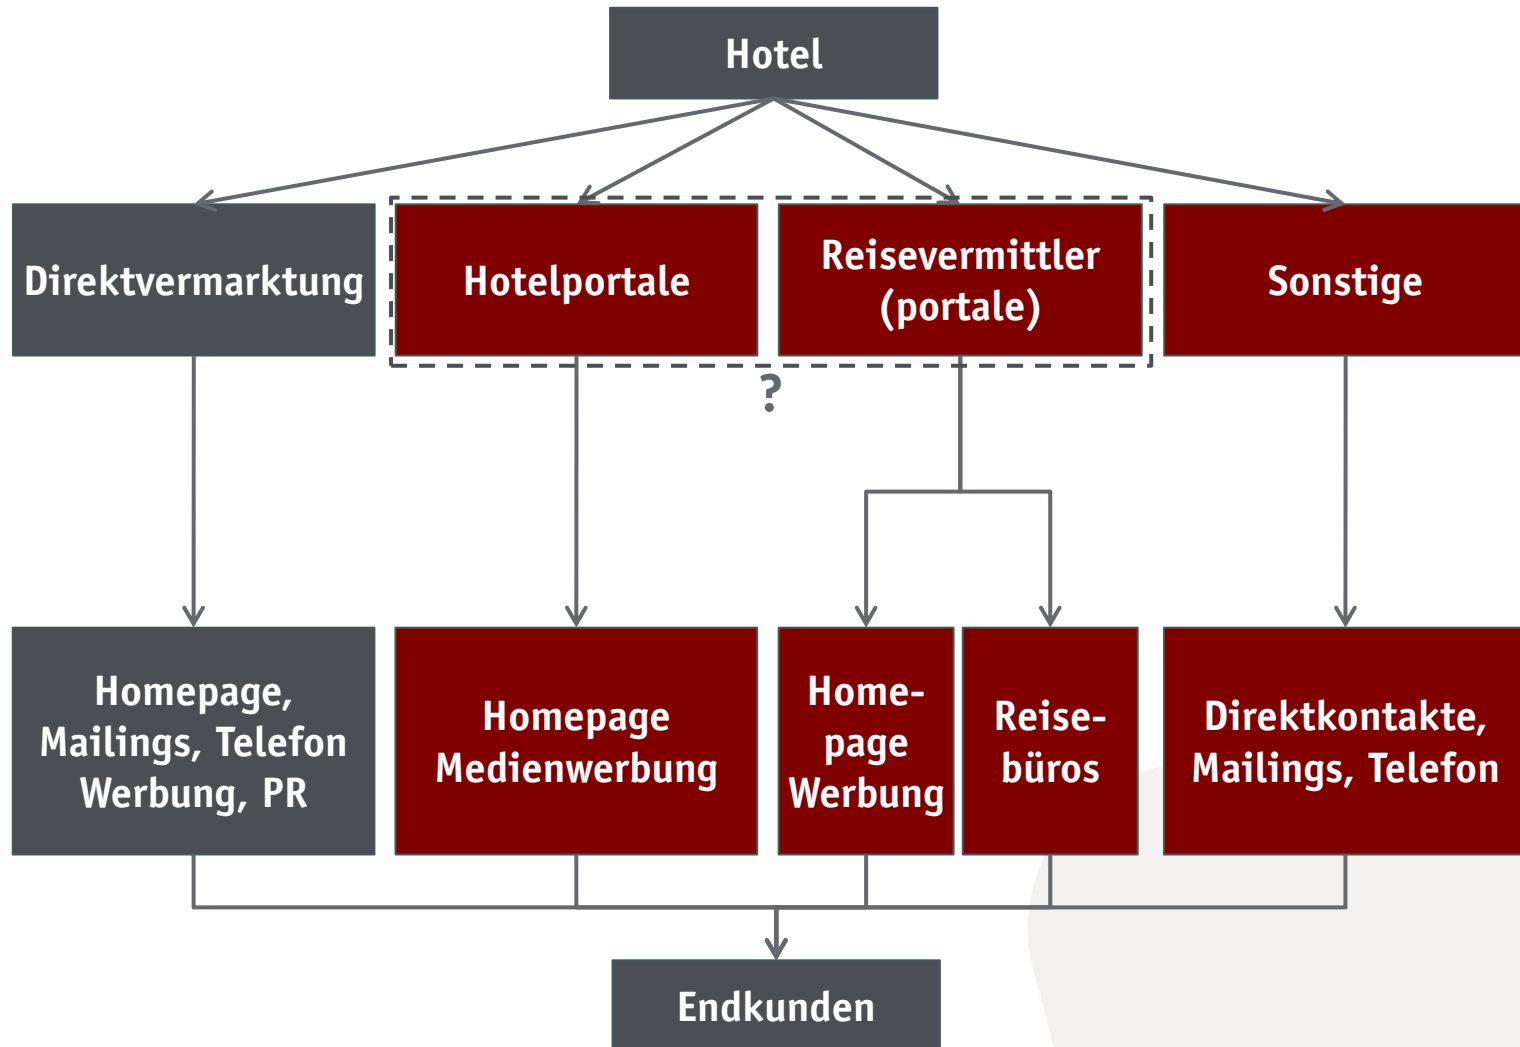 Hotel
Direktvermarktung
Hotelportale
Reisevermittler
(portale)
Sonstige
?
Homepage,
Mailings, Telefon
Werbung, PR
Homepage
Medienwerbung
Home-
page
Werbung
Reise-
büros
Direktkontakte,
Mailings, Telefon
Endkunden